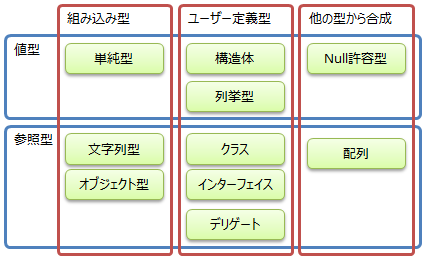 組み込み型 ユーザー定義型 他の型から合成
値型 単純型 構造体 Null許容型
列挙型
参照型 文字列型 クラス 配列
オブジェクト型 インターフェイス
デリゲート